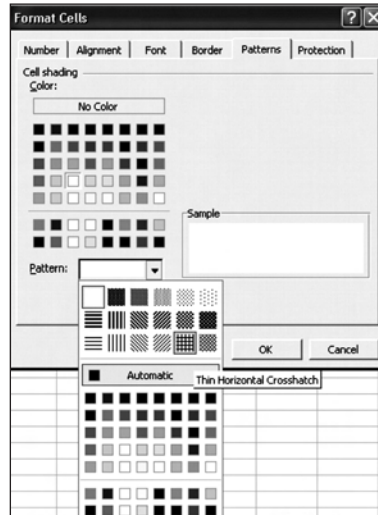 Format Cells
Number
Alignment
Font
Border
Patterns
Protection
Cell shading
Color:
No Color
Sample
Pattern:
OK
Cancel
Automatic
Thin Horizontal Crosshatch